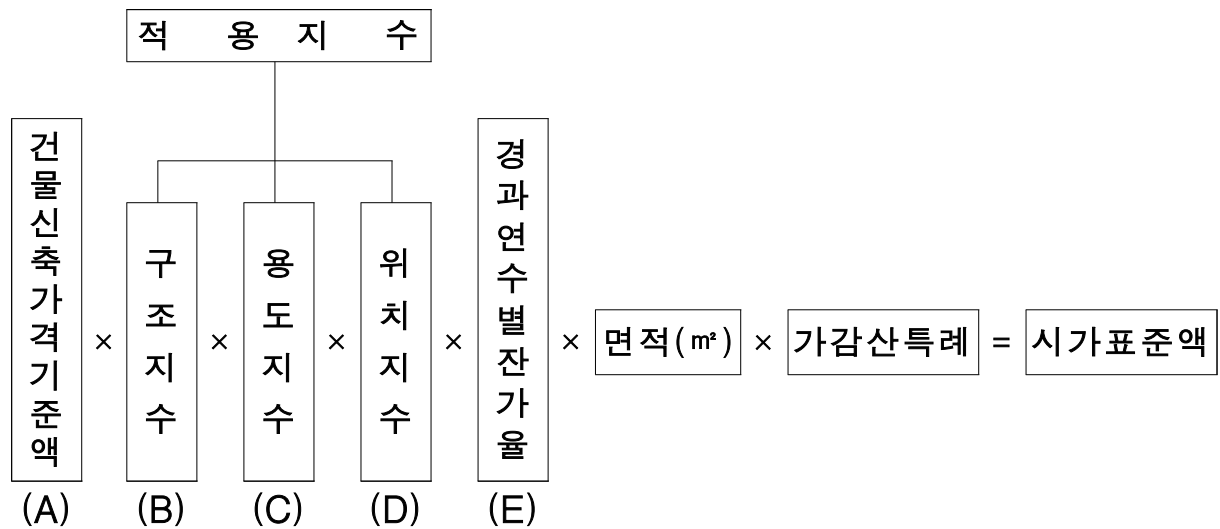 적 용 지 수
건물신축가격기준액 × 구조지수 × 용도지수 × 위치지수 × 경과연수별잔가율 × 면적(㎡) × 가감산특례 = 시가표준액
(A) (B) (C) (D) (E)